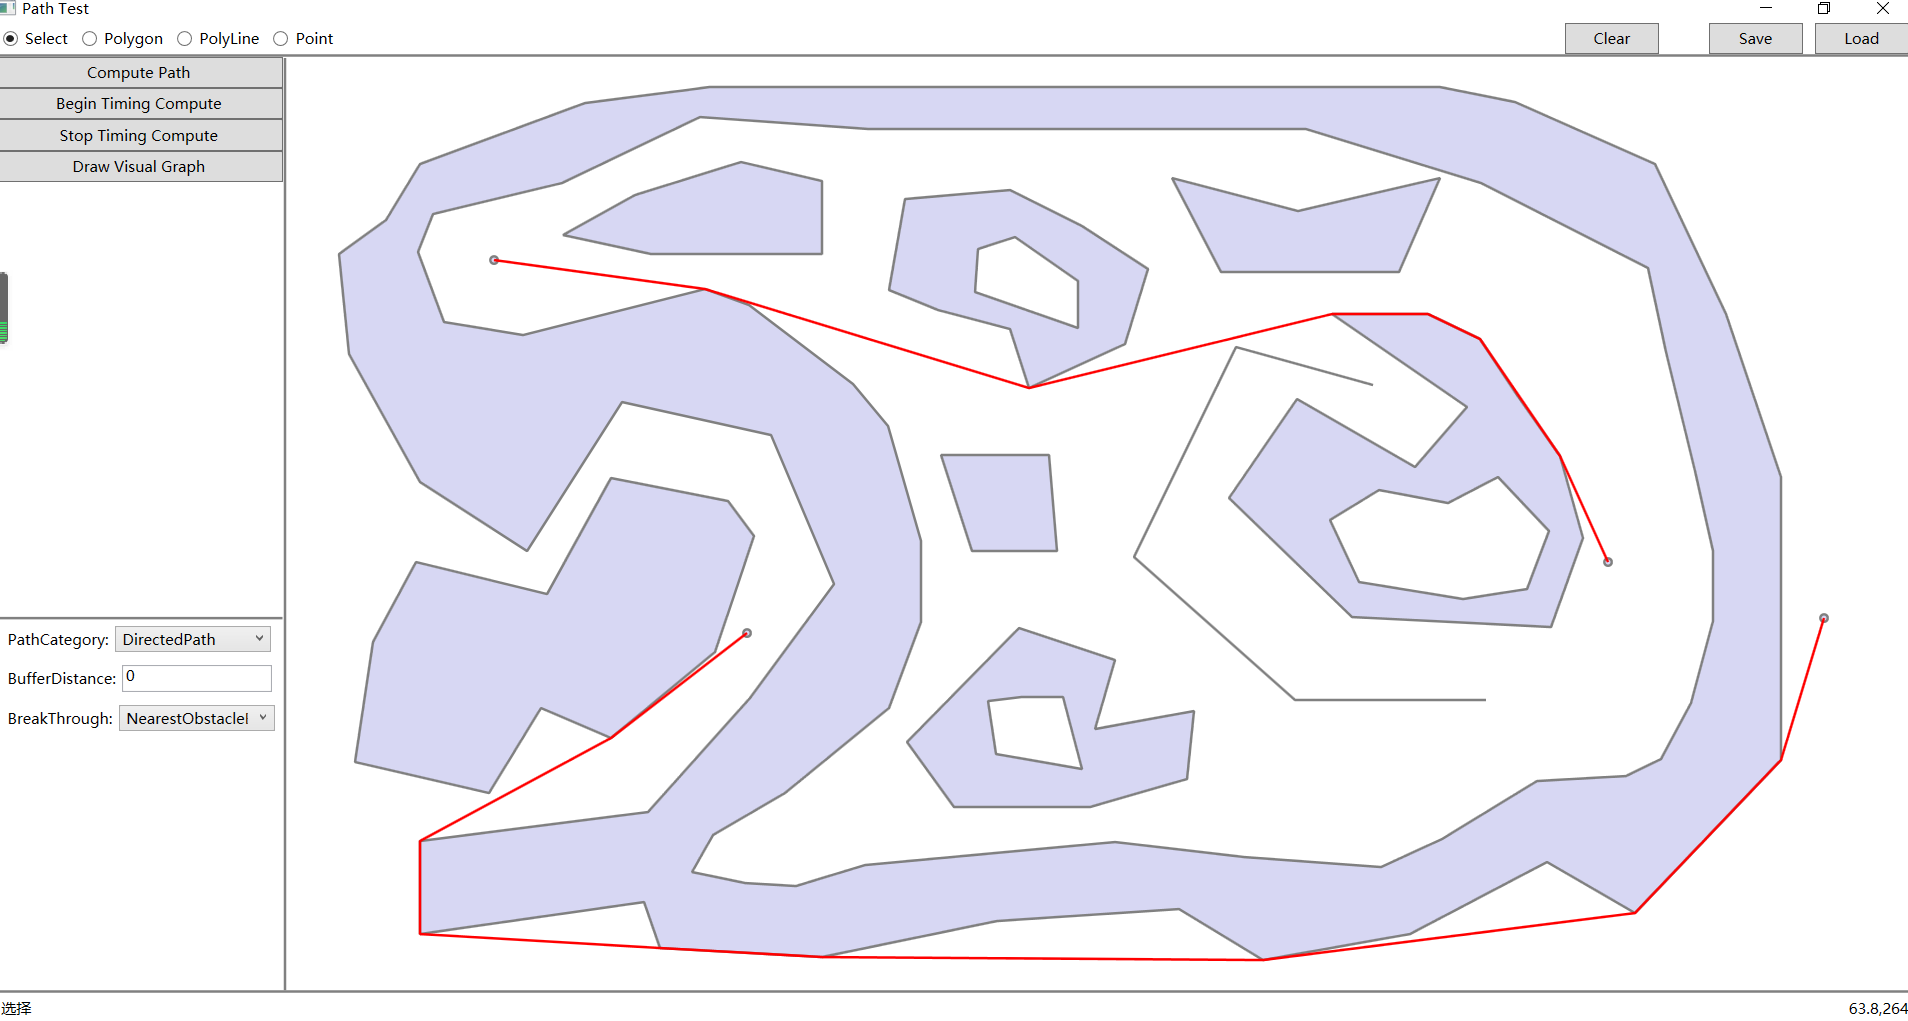 Path Test
Select Polygon PolyLine Point Clear Save Load
Compute Path
Begin Timing Compute
Stop Timing Compute
Draw Visual Graph
PathCategory: DirectedPath
BufferDistance: 0
BreakThrough: NearestObstacle
选择 63.8,264